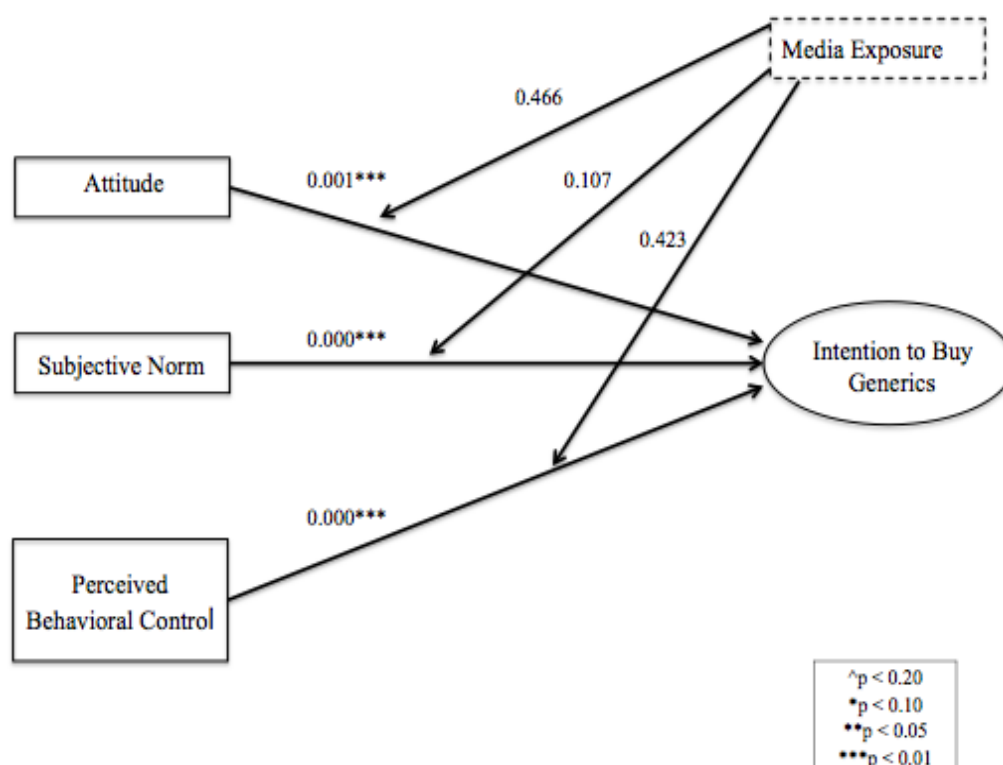 Media Exposure
0.466
Attitude
0.001***
0.107
0.423
Subjective Norm
0.000***
Intention to Buy
Generics
0.000***
Perceived
Behavioral Control
^p < 0.20
*p < 0.10
**p < 0.05
***p < 0.01